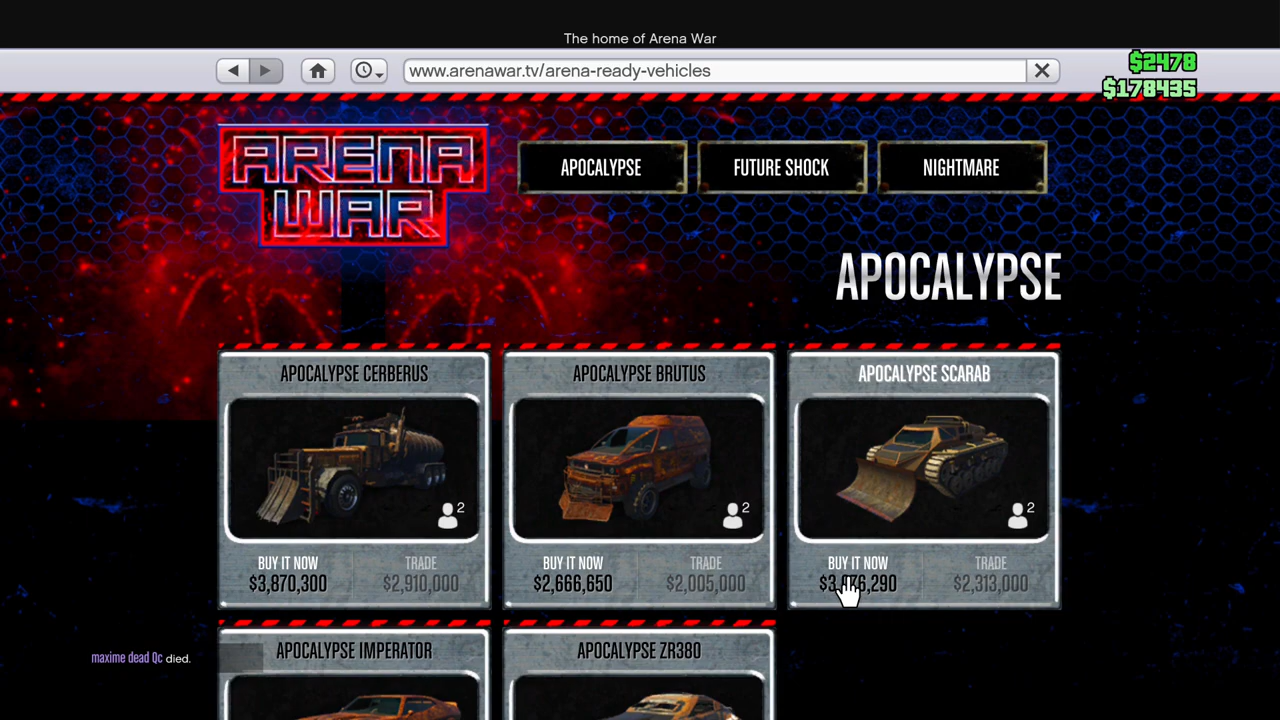 The home of Arena War
www.arenawar.tv/arena-ready-vehicles
$2478
$178435
ARENA WAR
APOCALYPSE
FUTURE SHOCK
NIGHTMARE
APOCALYPSE
APOCALYPSE CERBERUS
APOCALYPSE BRUTUS
APOCALYPSE SCARAB
2
2
2
BUY IT NOW
TRADE
BUY IT NOW
TRADE
BUY IT NOW
TRADE
$3,870,300
$2,910,000
$2,666,650
$2,005,000
$2,313,000
APOCALYPSE IMPERATOR
APOCALYPSE ZR380
maxime dead Qc died.